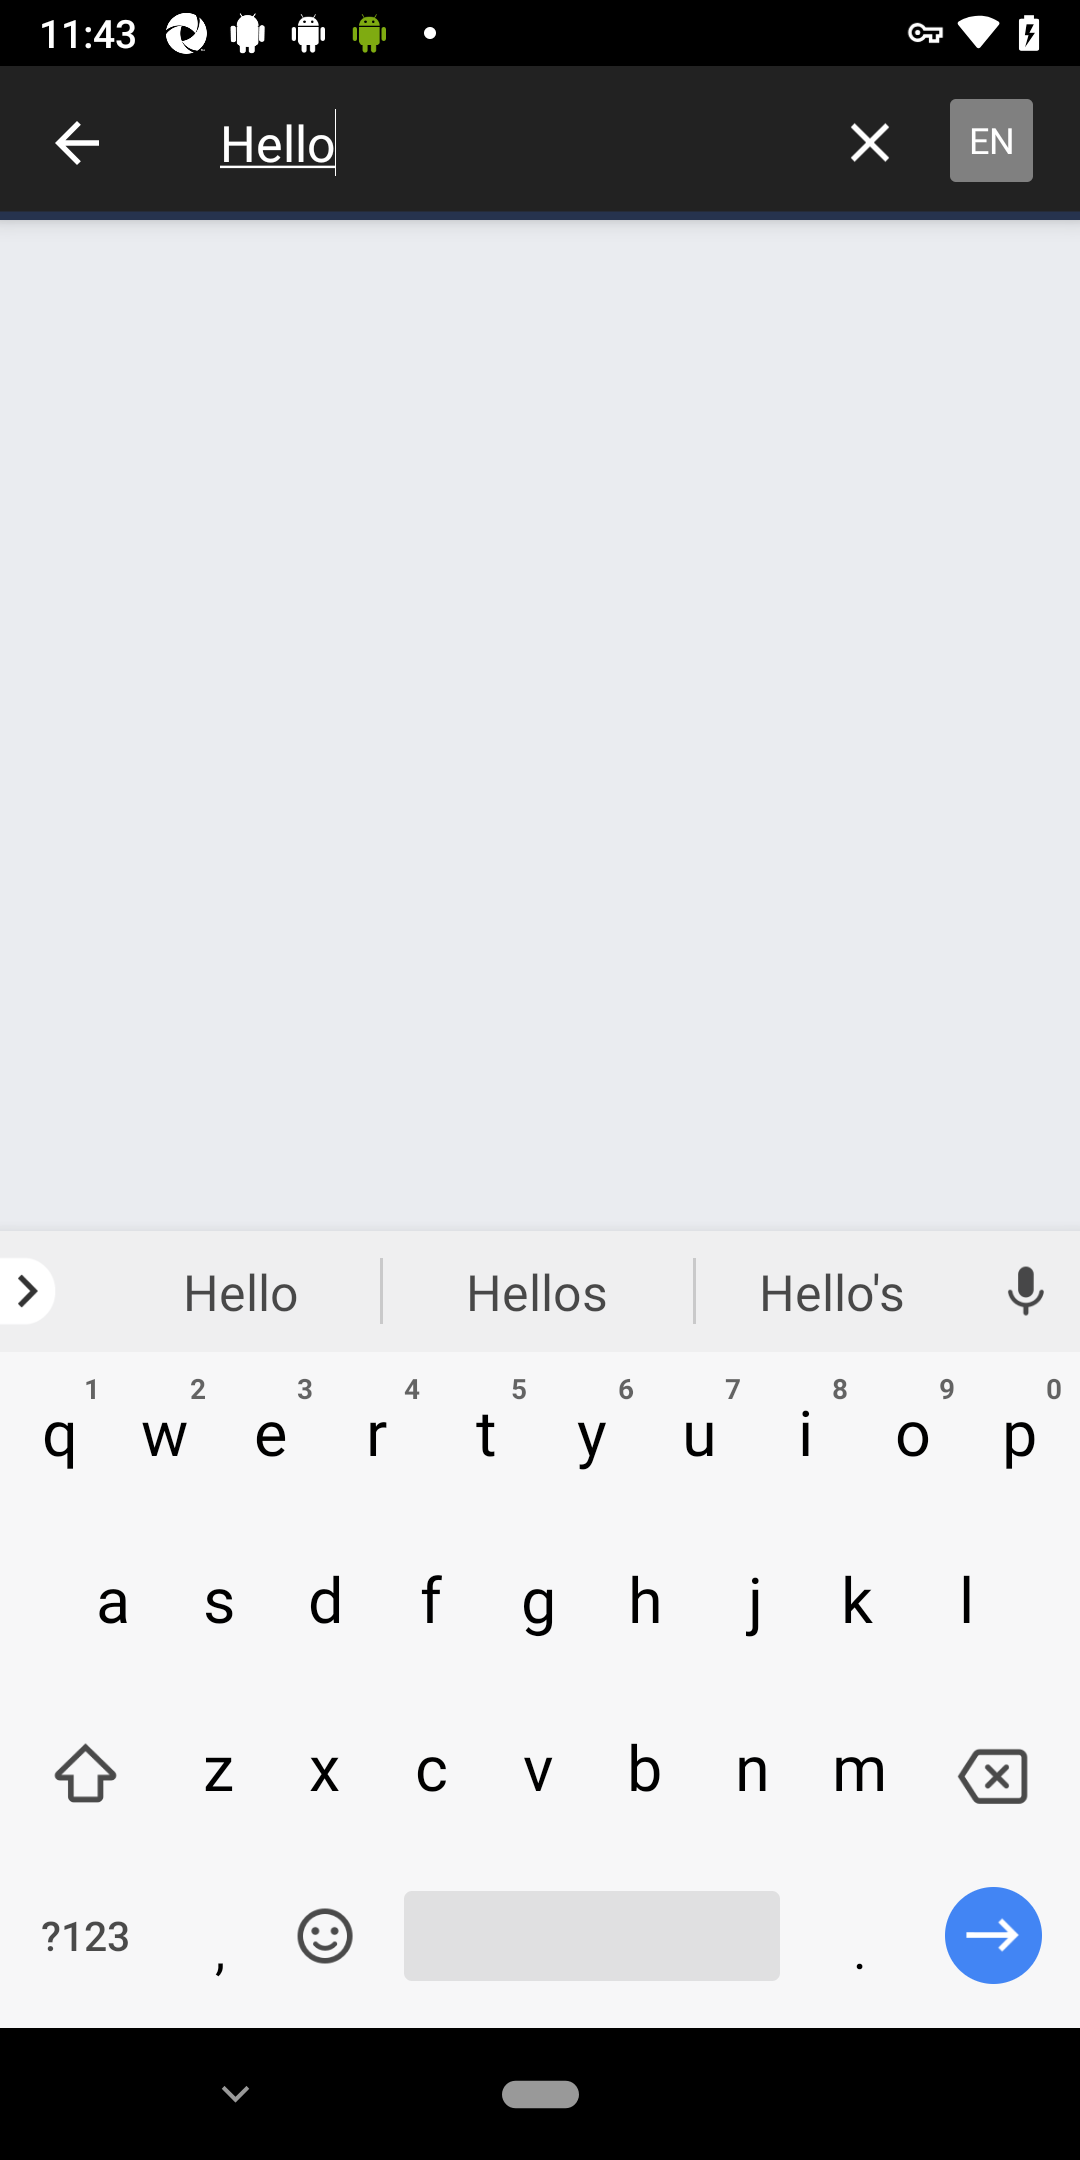 11:43
Hello
EN
Hello Hellos Hello's
1 2 3 4 5 6 7 8 9 0
q w e r t y u i o p
a s d f g h j k l
z x c v b n m
?123 , .